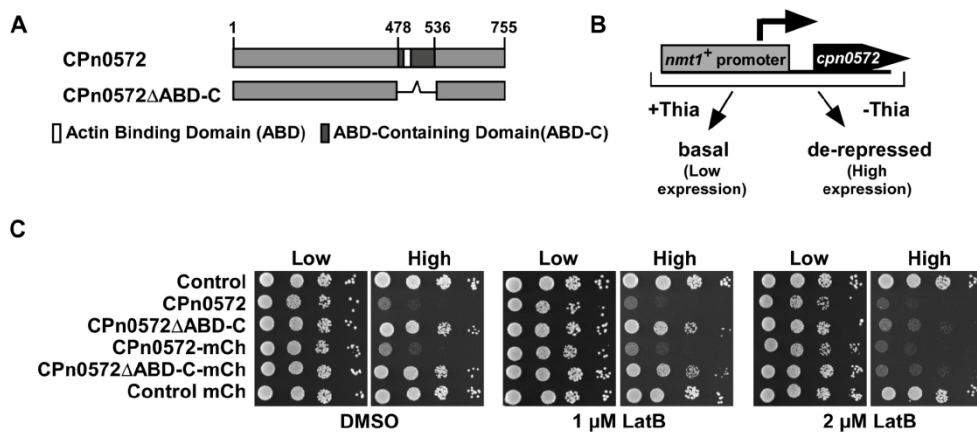 A
1 478 536 755
CPn0572
CPn0572ΔABD-C
Actin Binding Domain (ABD) ABD-Containing Domain(ABD-C)
B
nmt1+ promoter cpn0572
+Thia -Thia
basal de-repressed
(Low (High
expression) expression)
C
Low High Low High Low High
Control
CPn0572
CPn0572ΔABD-C
CPn0572-mCh
CPn0572ΔABD-C-mCh
Control mCh
DMSO 1 μM LatB 2 μM LatB